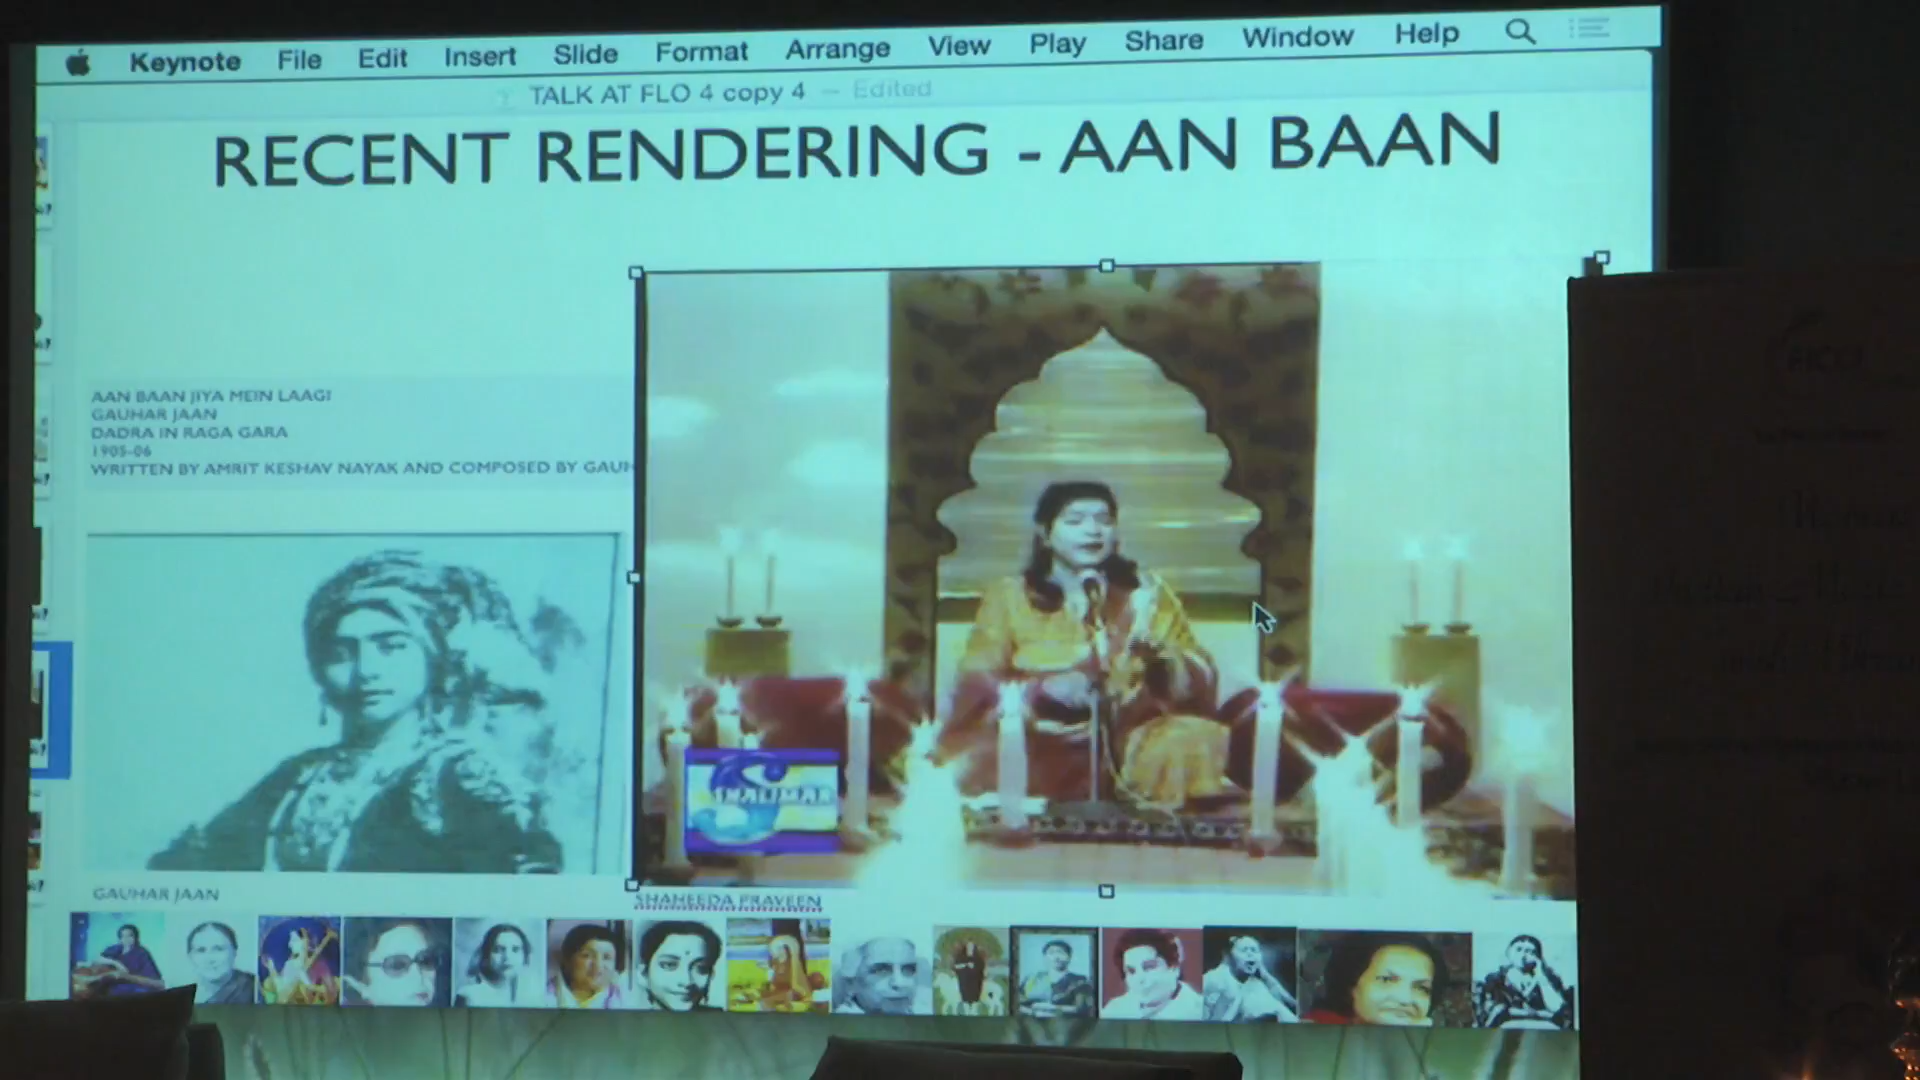 Keynote File Edit Insert Slide Format Arrange View Play Share Window Help
TALK AT FLO 4 copy 4 — Edited
RECENT RENDERING - AAN BAAN
AAN BAAN JIYA MEIN LAAGI
GAUHAR JAAN
DADRA IN RAGA GARA
1905-06
WRITTEN BY AMRIT KESHAV NAYAK AND COMPOSED BY GAUH
SHALIMAR
GAUHAR JAAN
SHAHEEDA PRAVEEN